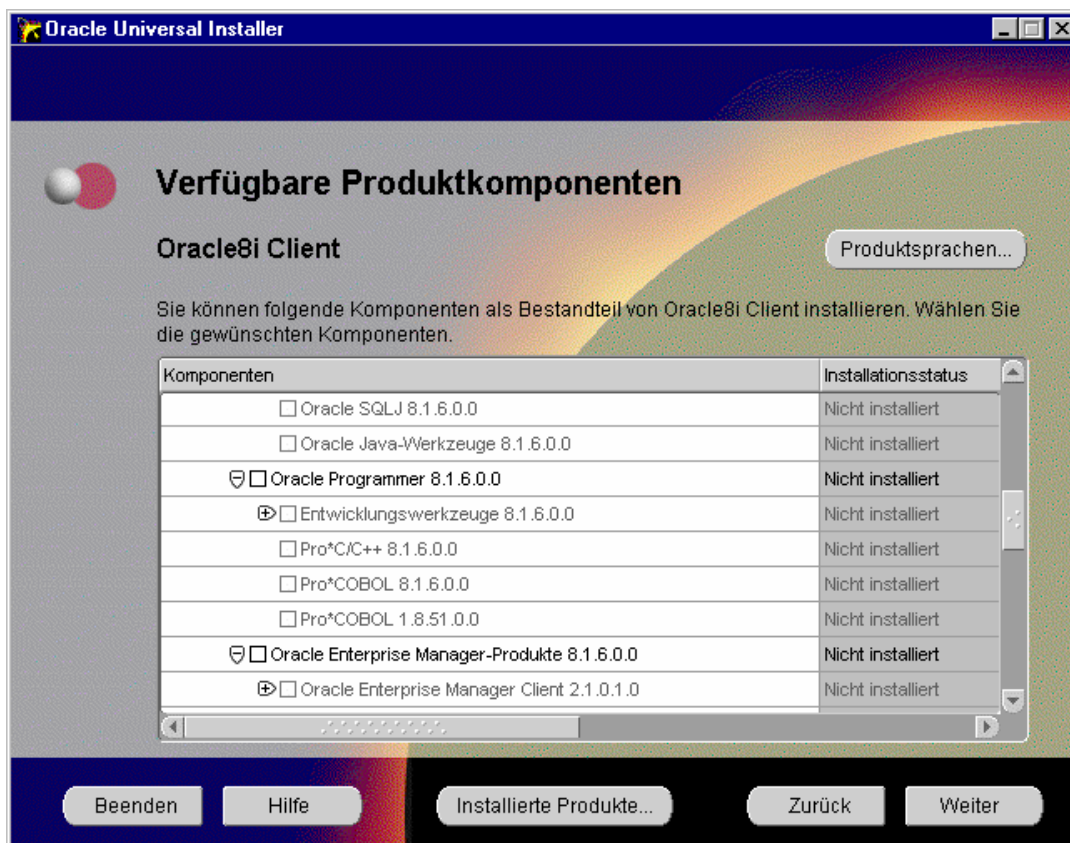 Oracle Universal Installer
Verfügbare Produktkomponenten
Oracle8i Client
Produktsprachen...
Sie können folgende Komponenten als Bestandteil von Oracle8i Client installieren. Wählen Sie
die gewünschten Komponenten.
Komponenten Installationsstatus
Oracle SQLJ 8.1.6.0.0 Nicht installiert
Oracle Java-Werkzeuge 8.1.6.0.0 Nicht installiert
Oracle Programmer 8.1.6.0.0 Nicht installiert
Entwicklungswerkzeuge 8.1.6.0.0 Nicht installiert
Pro*C/C++ 8.1.6.0.0 Nicht installiert
Pro*COBOL 8.1.6.0.0 Nicht installiert
Pro*COBOL 1.8.51.0.0 Nicht installiert
Oracle Enterprise Manager-Produkte 8.1.6.0.0 Nicht installiert
Oracle Enterprise Manager Client 2.1.0.1.0 Nicht installiert
Beenden Hilfe Installierte Produkte... Zurück Weiter